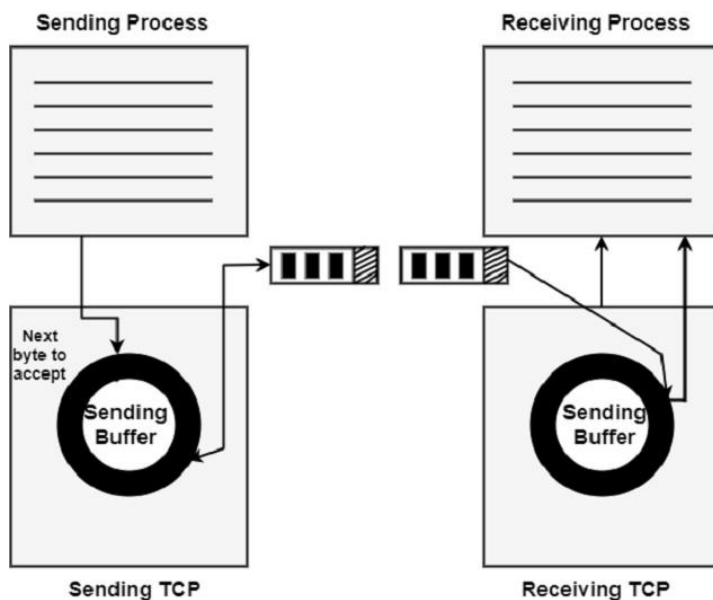 Sending Process
Receiving Process
Next
byte to
accept
Sending
Buffer
Sending
Buffer
Sending TCP
Receiving TCP